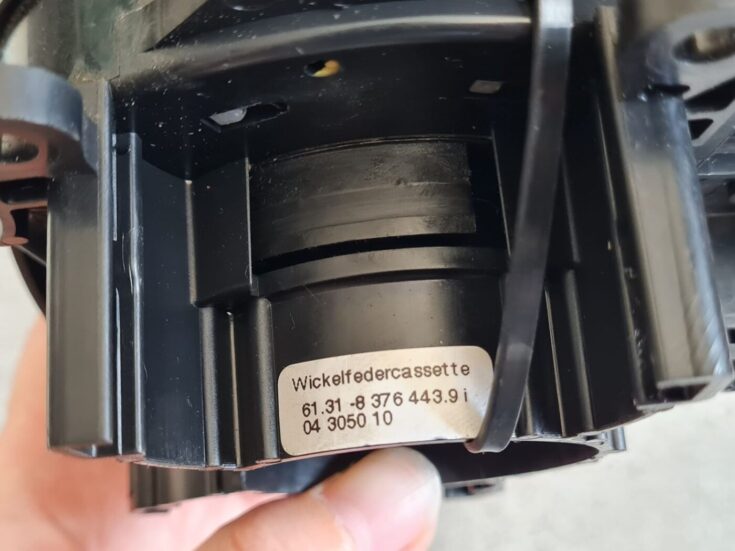 Wickelfedercassette
61.31 -8 376 443.9 i
04 3050 10